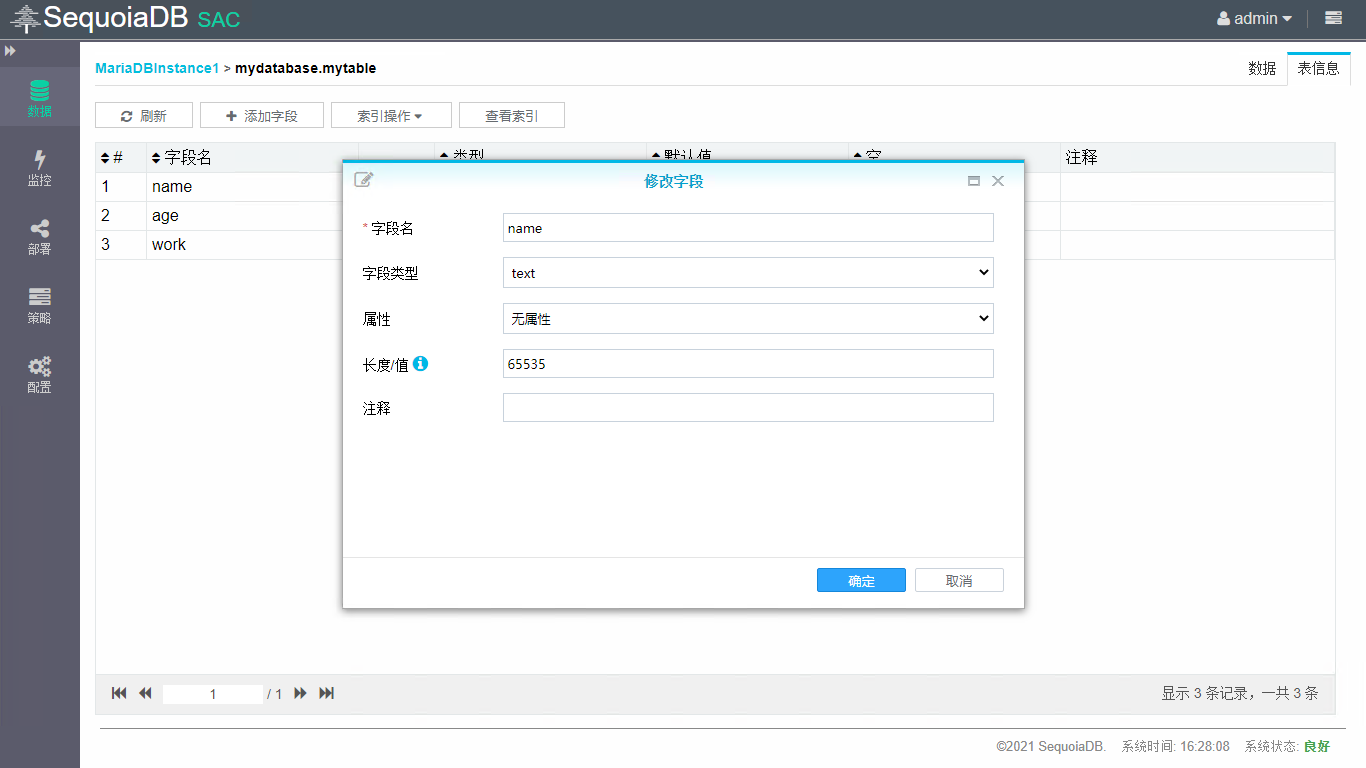 SequoiaDB SAC
admin
MariaDBInstance1 > mydatabase.mytable
数据 表信息
刷新 添加字段 索引操作 查看索引
# 字段名 类型 默认值 空 注释
1 name
2 age
3 work
数据
监控
部署
策略
配置
修改字段
* 字段名 name
字段类型 text
属性 无属性
长度/值 65535
注释
确定 取消
1 / 1
显示 3 条记录，一共 3 条
©2021 SequoiaDB. 系统时间: 16:28:08 系统状态: 良好